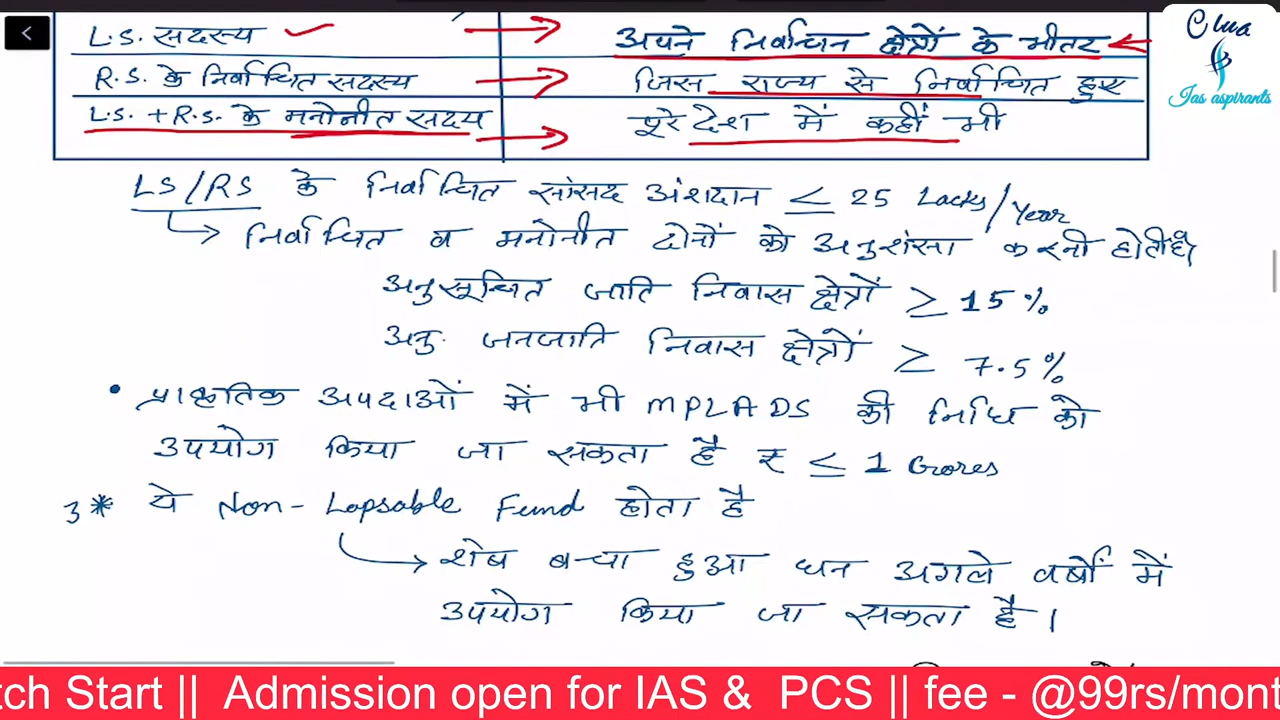 L.S. सदस्य ✓ → अपने निर्वाचन क्षेत्रों के भीतर ←
R.S. के निर्वाचित सदस्य → जिस राज्य से निर्वाचित हुए
L.S. + R.S. के मनोनीत सदस्य → पूरे देश में कहीं भी
Clua
Ias aspirants
LS/RS के निर्वाचित सांसद अंशदान ≤ 25 Lacks/Year
→ निर्वाचित व मनोनीत दोनों को अनुशंसा करनी होती है
अनुसूचित जाति निवास क्षेत्रों ≥ 15%
अनु. जनजाति निवास क्षेत्रों ≥ 7.5%
• प्राकृतिक अपदाओं में भी MPLADS की निधि को
उपयोग किया जा सकता है ₹ ≤ 1 Crores
3* ये Non-Lapsable Fund होता है
→ शेष बचा हुआ धन अगले वर्षों में
उपयोग किया जा सकता है।
tch Start || Admission open for IAS & PCS || fee - @99rs/mont